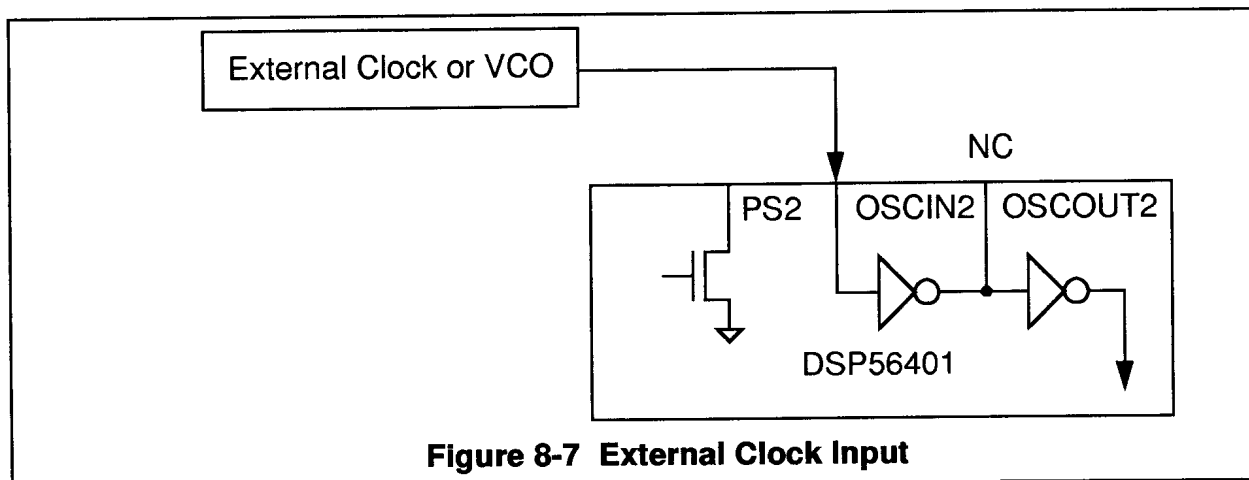 External Clock or VCO
NC
PS2 OSCIN2 OSCOUT2
DSP56401
Figure 8-7 External Clock Input